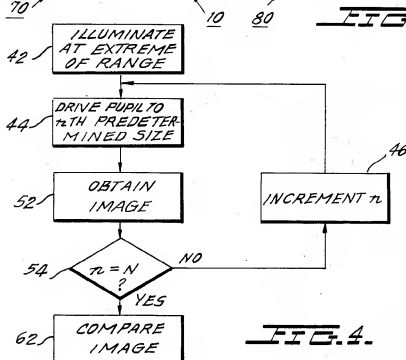 70 10 80 FIG
42 ILLUMINATE
AT EXTREME
OF RANGE
44 DRIVE PUPIL TO
nTH PREDETER-
MINED SIZE
46
52 OBTAIN
IMAGE
INCREMENT n
54 n = N
?
NO
YES
62 COMPARE
IMAGE
FIG. 4.